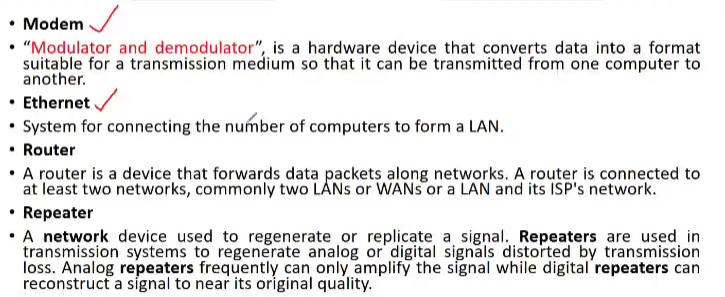 • Modem
• “Modulator and demodulator”, is a hardware device that converts data into a format
suitable for a transmission medium so that it can be transmitted from one computer to
another.
• Ethernet
• System for connecting the number of computers to form a LAN.
• Router
• A router is a device that forwards data packets along networks. A router is connected to
at least two networks, commonly two LANs or WANs or a LAN and its ISP's network.
• Repeater
• A network device used to regenerate or replicate a signal. Repeaters are used in
transmission systems to regenerate analog or digital signals distorted by transmission
loss. Analog repeaters frequently can only amplify the signal while digital repeaters can
reconstruct a signal to near its original quality.